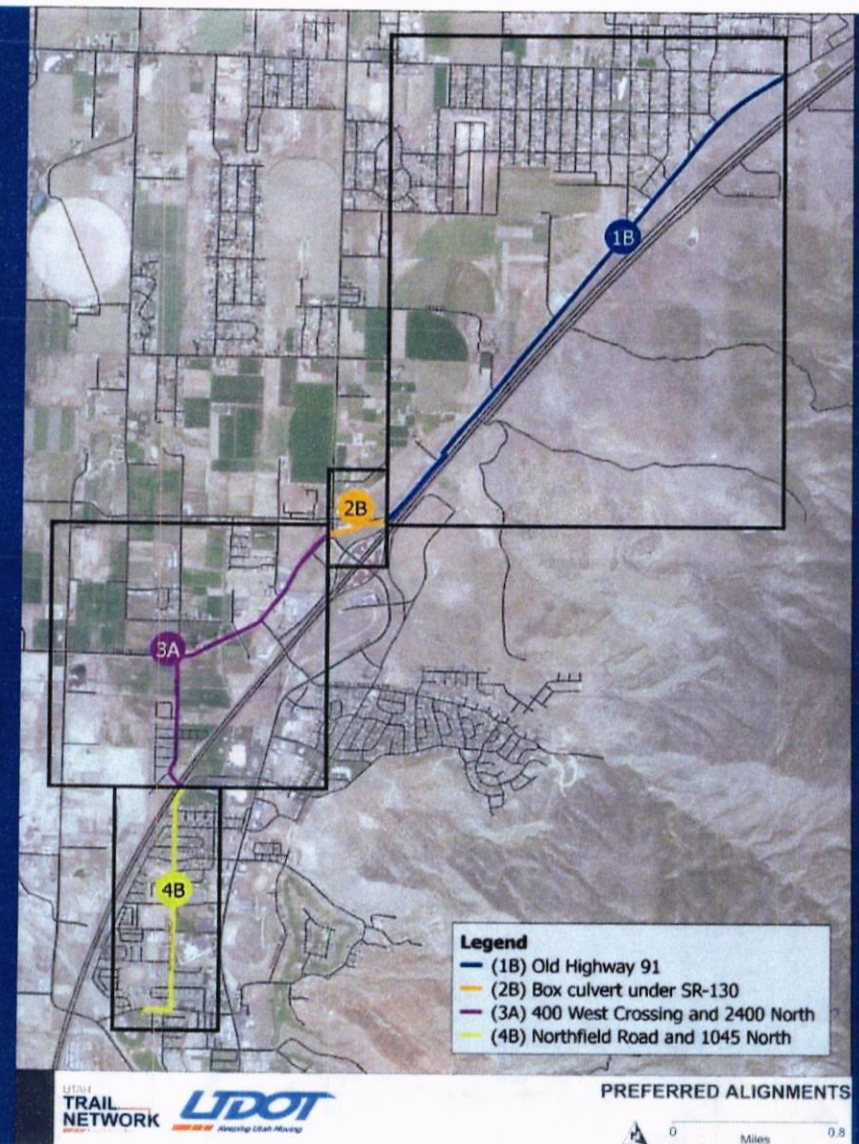 1B
2B
3A
4B
Legend
(1B) Old Highway 91
(2B) Box culvert under SR-130
(3A) 400 West Crossing and 2400 North
(4B) Northfield Road and 1045 North
UTAH
TRAIL
NETWORK
UDOT
Keeping Utah Moving
PREFERRED ALIGNMENTS
N
0 Miles 0.8